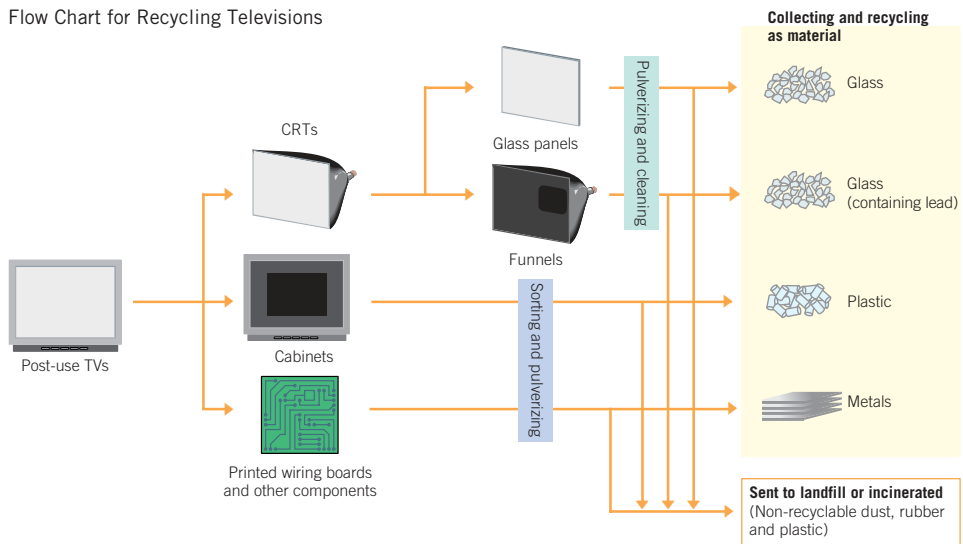 Flow Chart for Recycling Televisions
Collecting and recycling
as material
CRTs
Glass panels
Pulverizing and cleaning
Glass
Glass
(containing lead)
Funnels
Post-use TVs
Cabinets
Sorting and pulverizing
Plastic
Metals
Printed wiring boards
and other components
Sent to landfill or incinerated
(Non-recyclable dust, rubber
and plastic)